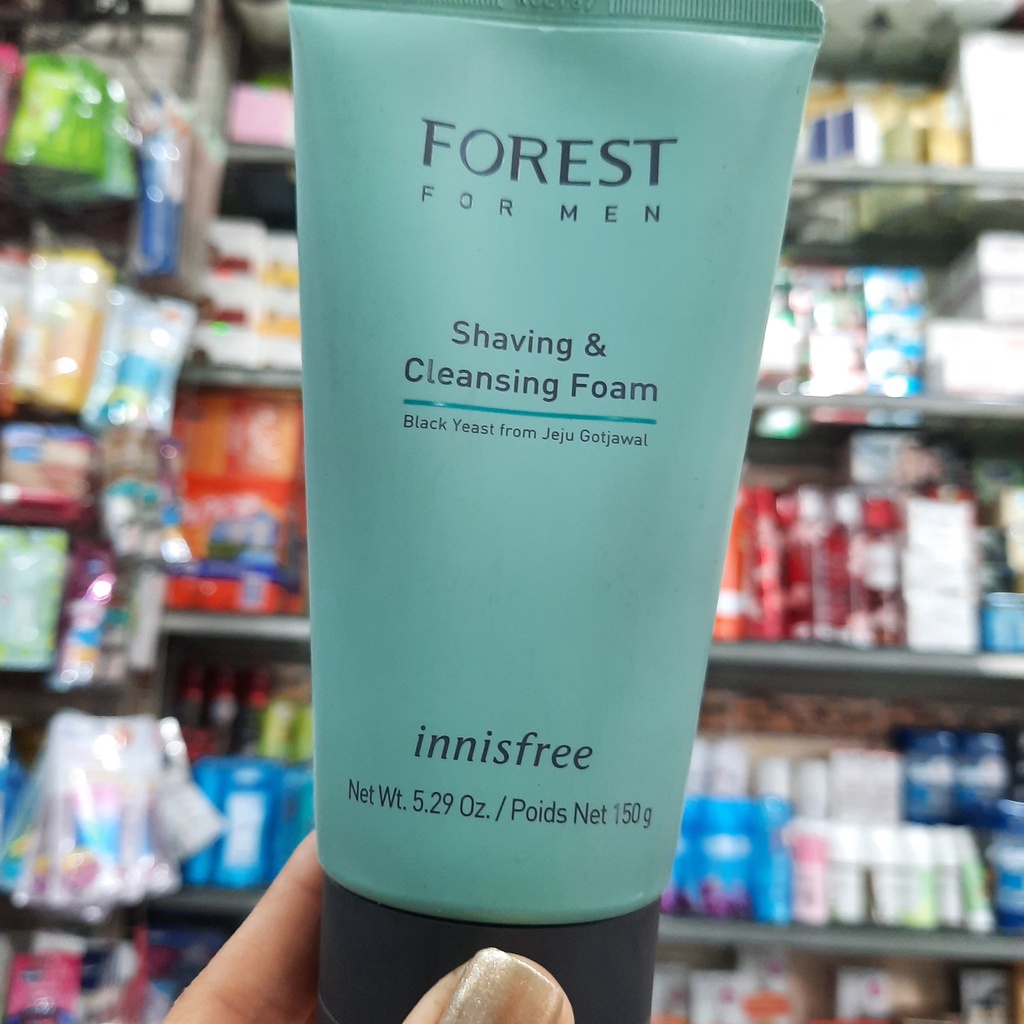 FOREST
FOR MEN
Shaving &
Cleansing Foam
Black Yeast from Jeju Gotjawal
innisfree
Net Wt. 5.29 Oz. / Poids Net 150 g